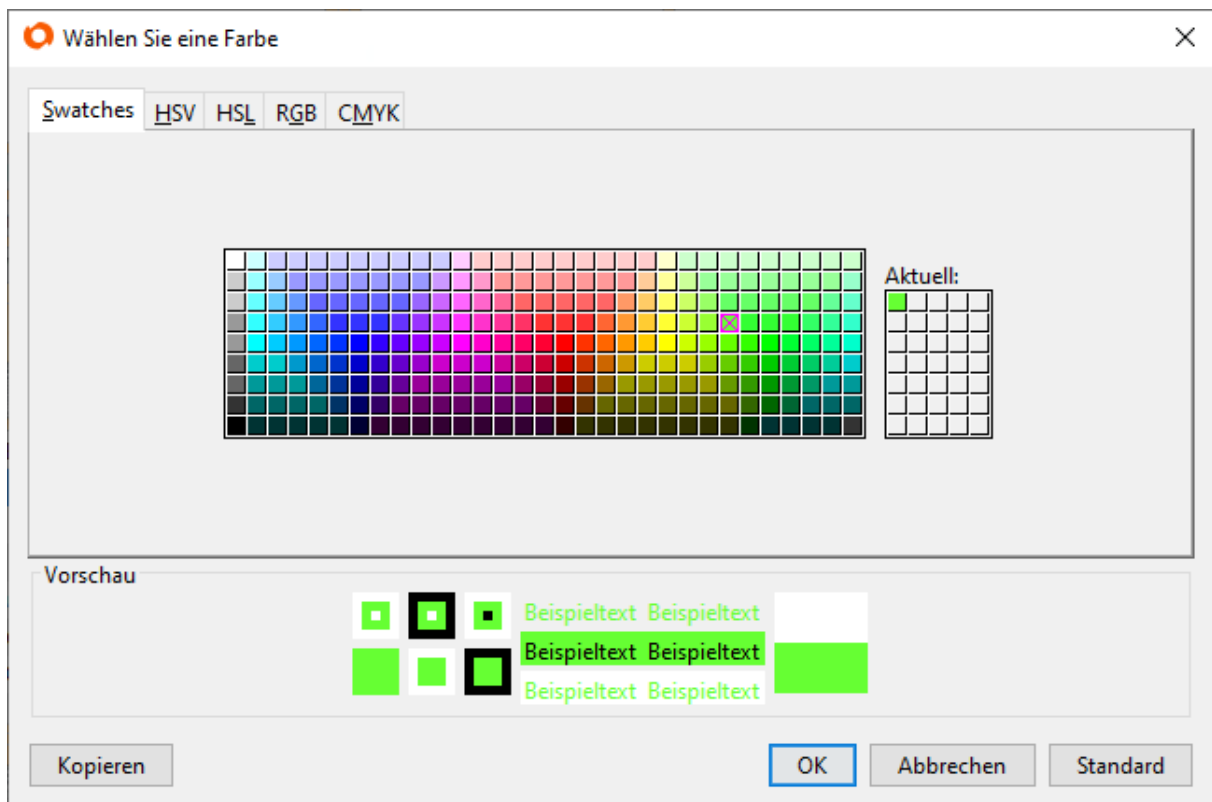 Wählen Sie eine Farbe
Swatches HSV HSL RGB CMYK
Aktuell:
Vorschau
Beispieltext Beispieltext
Beispieltext Beispieltext
Beispieltext Beispieltext
Kopieren OK Abbrechen Standard